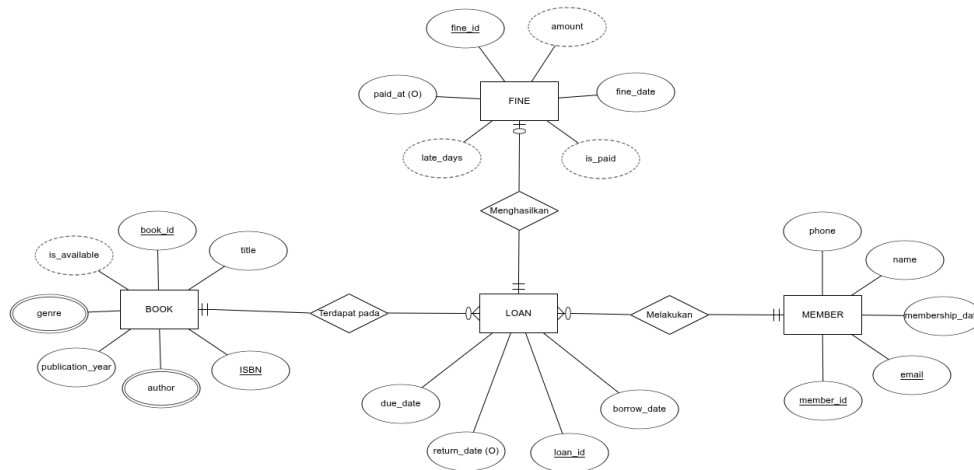 fine_id
amount
paid_at (O)
FINE
fine_date
late_days
is_paid
Menghasilkan
book_id
is_available
title
phone
name
genre
BOOK
Terdapat pada
LOAN
Melakukan
MEMBER
membership_dat
publication_year
author
ISBN
due_date
borrow_date
email
member_id
return_date (O)
loan_id